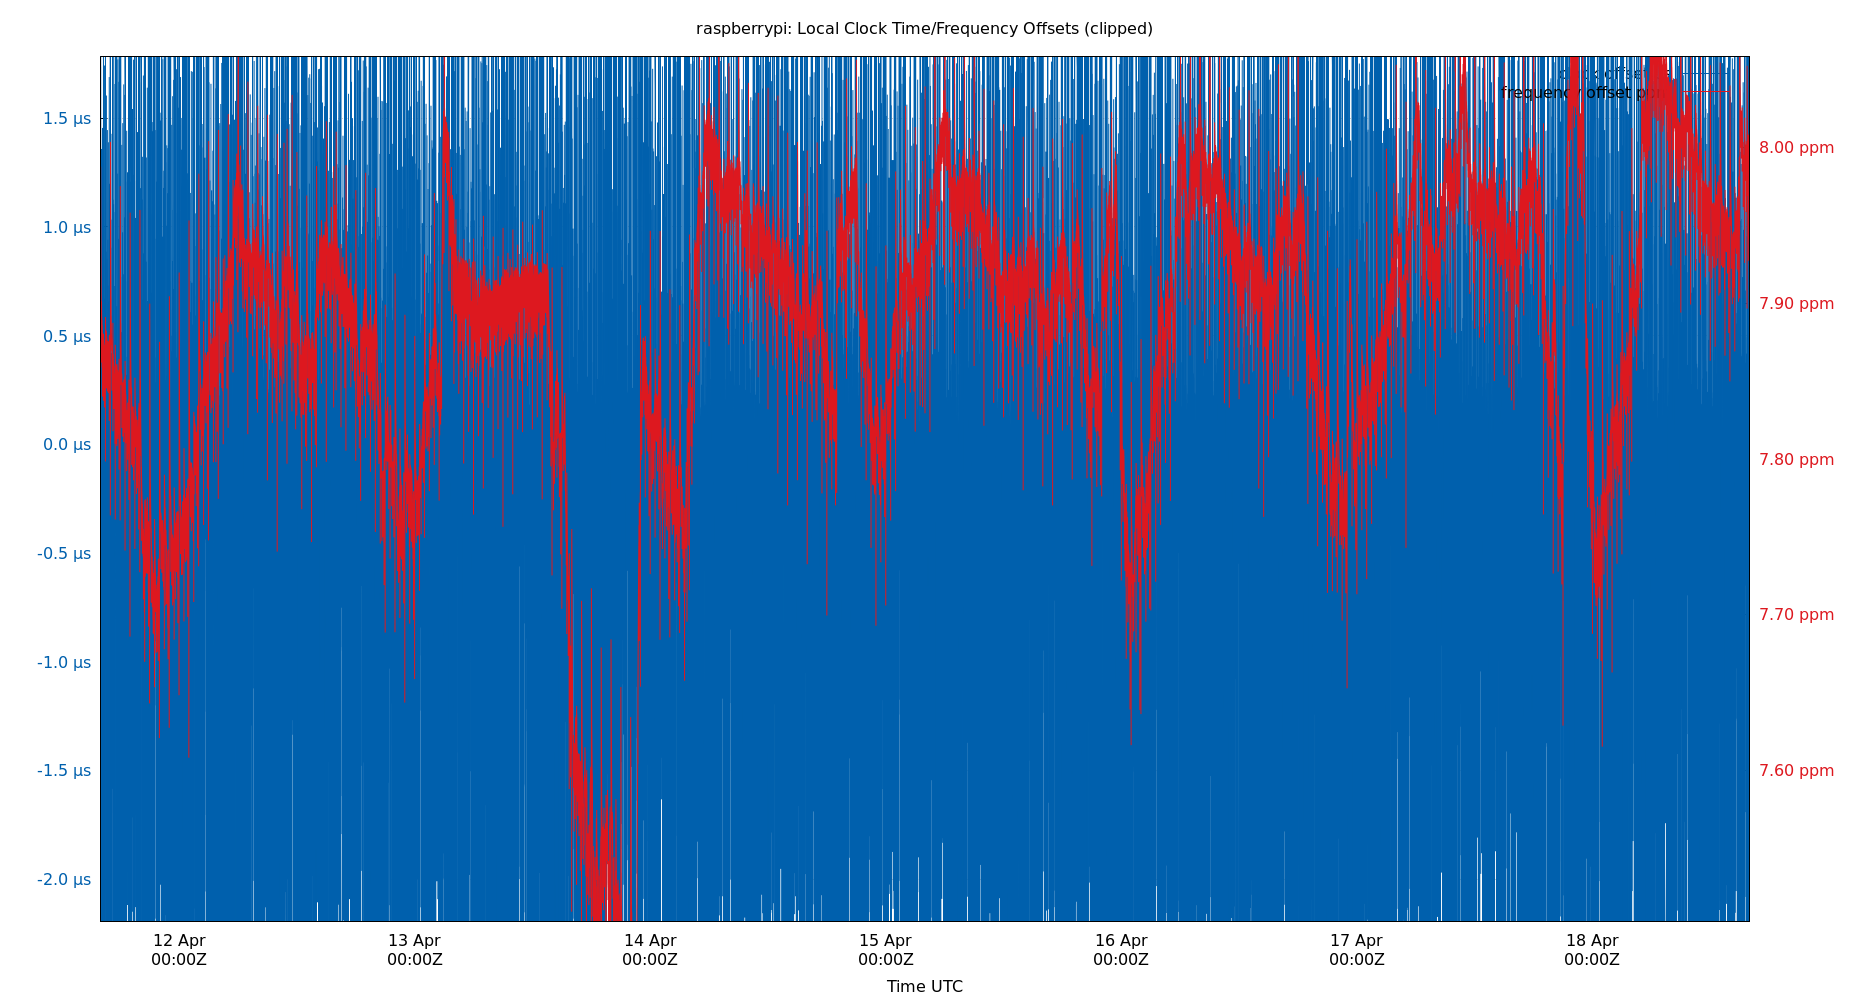 raspberrypi: Local Clock Time/Frequency Offsets (clipped)
frequency offset ppm
1.5 µs
1.0 µs
0.5 µs
0.0 µs
-0.5 µs
-1.0 µs
-1.5 µs
-2.0 µs
8.00 ppm
7.90 ppm
7.80 ppm
7.70 ppm
7.60 ppm
12 Apr 13 Apr 14 Apr 15 Apr 16 Apr 17 Apr 18 Apr
00:00Z 00:00Z 00:00Z 00:00Z 00:00Z 00:00Z 00:00Z
Time UTC